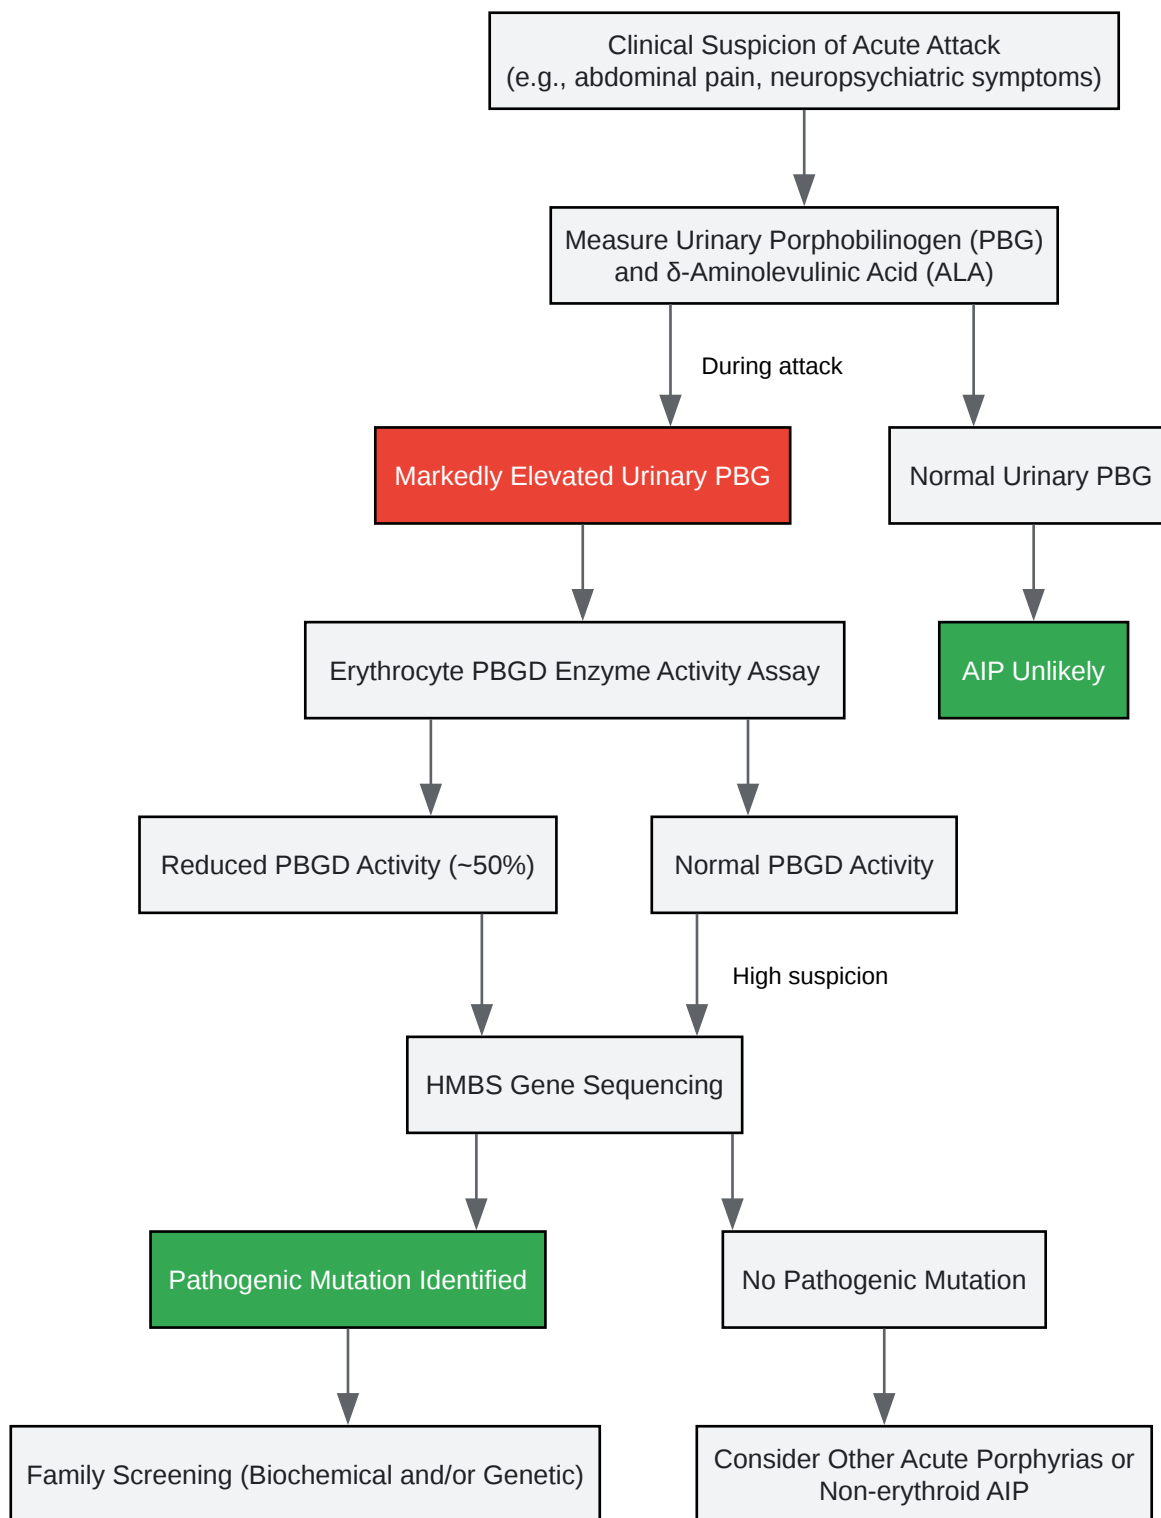 Clinical Suspicion of Acute Attack
(e.g., abdominal pain, neuropsychiatric symptoms)
Measure Urinary Porphobilinogen (PBG)
and δ-Aminolevulinic Acid (ALA)
During attack
Markedly Elevated Urinary PBG
Normal Urinary PBG
Erythrocyte PBGD Enzyme Activity Assay
AIP Unlikely
Reduced PBGD Activity (~50%)
Normal PBGD Activity
High suspicion
HMBS Gene Sequencing
Pathogenic Mutation Identified
No Pathogenic Mutation
Family Screening (Biochemical and/or Genetic)
Consider Other Acute Porphyrias or
Non-erythroid AIP